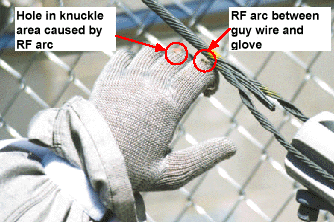 Hole in knuckle
area caused by
RF arc
RF arc between
guy wire and
glove